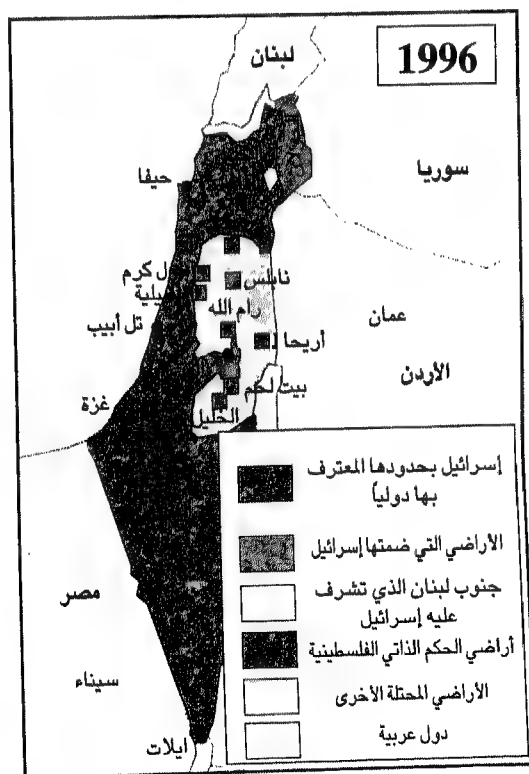 1996
لبنان
سوريا
حيفا
كرم
نابلس
رام الله
تل أبيب
عمان
أريحا
الأردن
بيت لحم
غزة
الخليل
إسرائيل بحدودها المعترف
بها دولياً
الأراضي التي ضمتها إسرائيل
جنوب لبنان الذي تشرف
عليه إسرائيل
أراضي الحكم الذاتي الفلسطينية
الأراضي المحتلة الأخرى
دول عربية
مصر
سيناء
ايلات